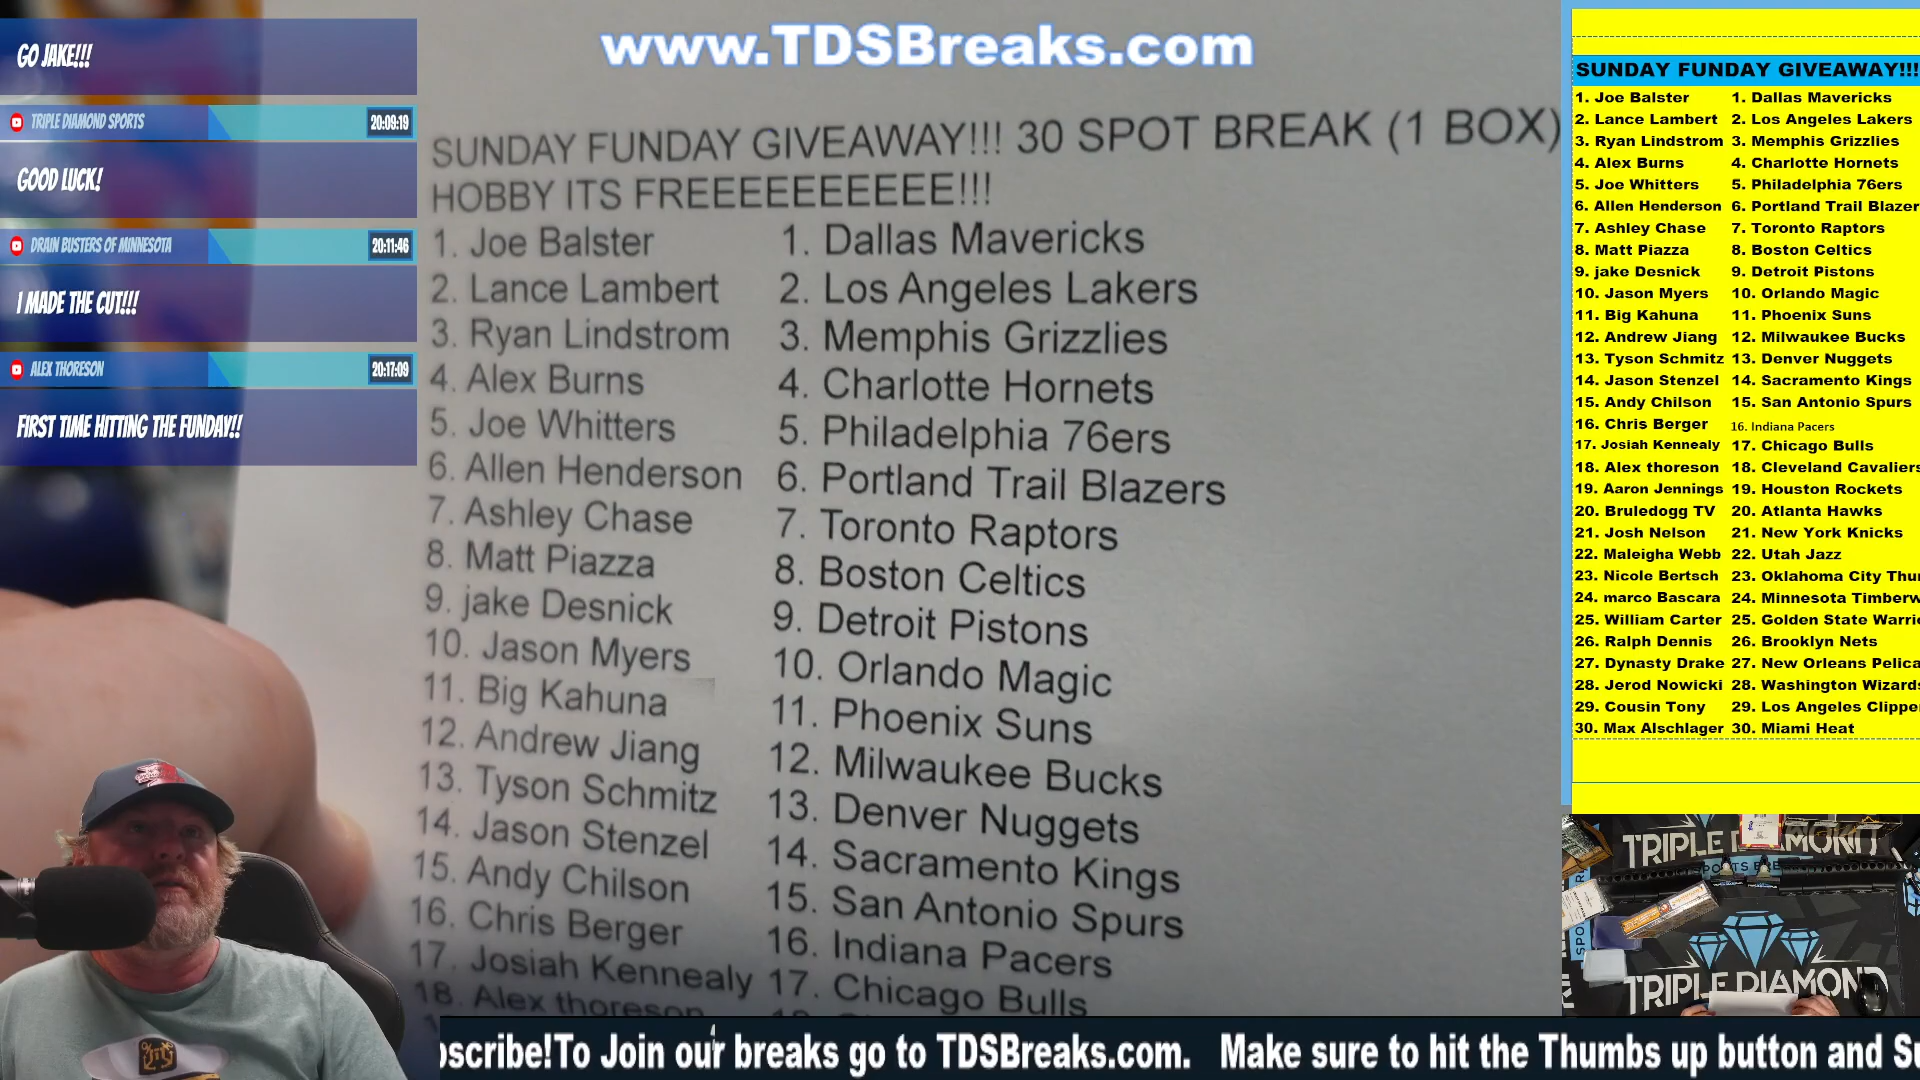 www.TDSBreaks.com
GO JAKE!!!
TRIPLE DIAMOND SPORTS 20:09:19
GOOD LUCK!
DRAIN BUSTERS OF MINNESOTA 20:11:46
I MADE THE CUT!!!
ALEX THORESON 20:17:09
FIRST TIME HITTING THE FUNDAY!!
SUNDAY FUNDAY GIVEAWAY!!! 30 SPOT BREAK (1 BOX)
HOBBY ITS FREEEEEEEEEEE!!!
1. Joe Balster 1. Dallas Mavericks
2. Lance Lambert 2. Los Angeles Lakers
3. Ryan Lindstrom 3. Memphis Grizzlies
4. Alex Burns 4. Charlotte Hornets
5. Joe Whitters 5. Philadelphia 76ers
6. Allen Henderson 6. Portland Trail Blazers
7. Ashley Chase 7. Toronto Raptors
8. Matt Piazza 8. Boston Celtics
9. jake Desnick 9. Detroit Pistons
10. Jason Myers 10. Orlando Magic
11. Big Kahuna 11. Phoenix Suns
12. Andrew Jiang 12. Milwaukee Bucks
13. Tyson Schmitz 13. Denver Nuggets
14. Jason Stenzel 14. Sacramento Kings
15. Andy Chilson 15. San Antonio Spurs
16. Chris Berger 16. Indiana Pacers
17. Josiah Kennealy 17. Chicago Bulls
18. Alex thoreson
SUNDAY FUNDAY GIVEAWAY!!!
1. Joe Balster 1. Dallas Mavericks
2. Lance Lambert 2. Los Angeles Lakers
3. Ryan Lindstrom 3. Memphis Grizzlies
4. Alex Burns 4. Charlotte Hornets
5. Joe Whitters 5. Philadelphia 76ers
6. Allen Henderson 6. Portland Trail Blazer
7. Ashley Chase 7. Toronto Raptors
8. Matt Piazza 8. Boston Celtics
9. jake Desnick 9. Detroit Pistons
10. Jason Myers 10. Orlando Magic
11. Big Kahuna 11. Phoenix Suns
12. Andrew Jiang 12. Milwaukee Bucks
13. Tyson Schmitz 13. Denver Nuggets
14. Jason Stenzel 14. Sacramento Kings
15. Andy Chilson 15. San Antonio Spurs
16. Chris Berger 16. Indiana Pacers
17. Josiah Kennealy 17. Chicago Bulls
18. Alex thoreson 18. Cleveland Cavaliers
19. Aaron Jennings 19. Houston Rockets
20. Bruledogg TV 20. Atlanta Hawks
21. Josh Nelson 21. New York Knicks
22. Maleigha Webb 22. Utah Jazz
23. Nicole Bertsch 23. Oklahoma City Thu
24. marco Bascara 24. Minnesota Timberw
25. William Carter 25. Golden State Warrio
26. Ralph Dennis 26. Brooklyn Nets
27. Dynasty Drake 27. New Orleans Pelica
28. Jerod Nowicki 28. Washington Wizards
29. Cousin Tony 29. Los Angeles Clippe
30. Max Alschlager 30. Miami Heat
TRIPLE DIAMOND
TRIPLE DIAMOND
oscribe!To Join our breaks go to TDSBreaks.com. Make sure to hit the Thumbs up button and Su